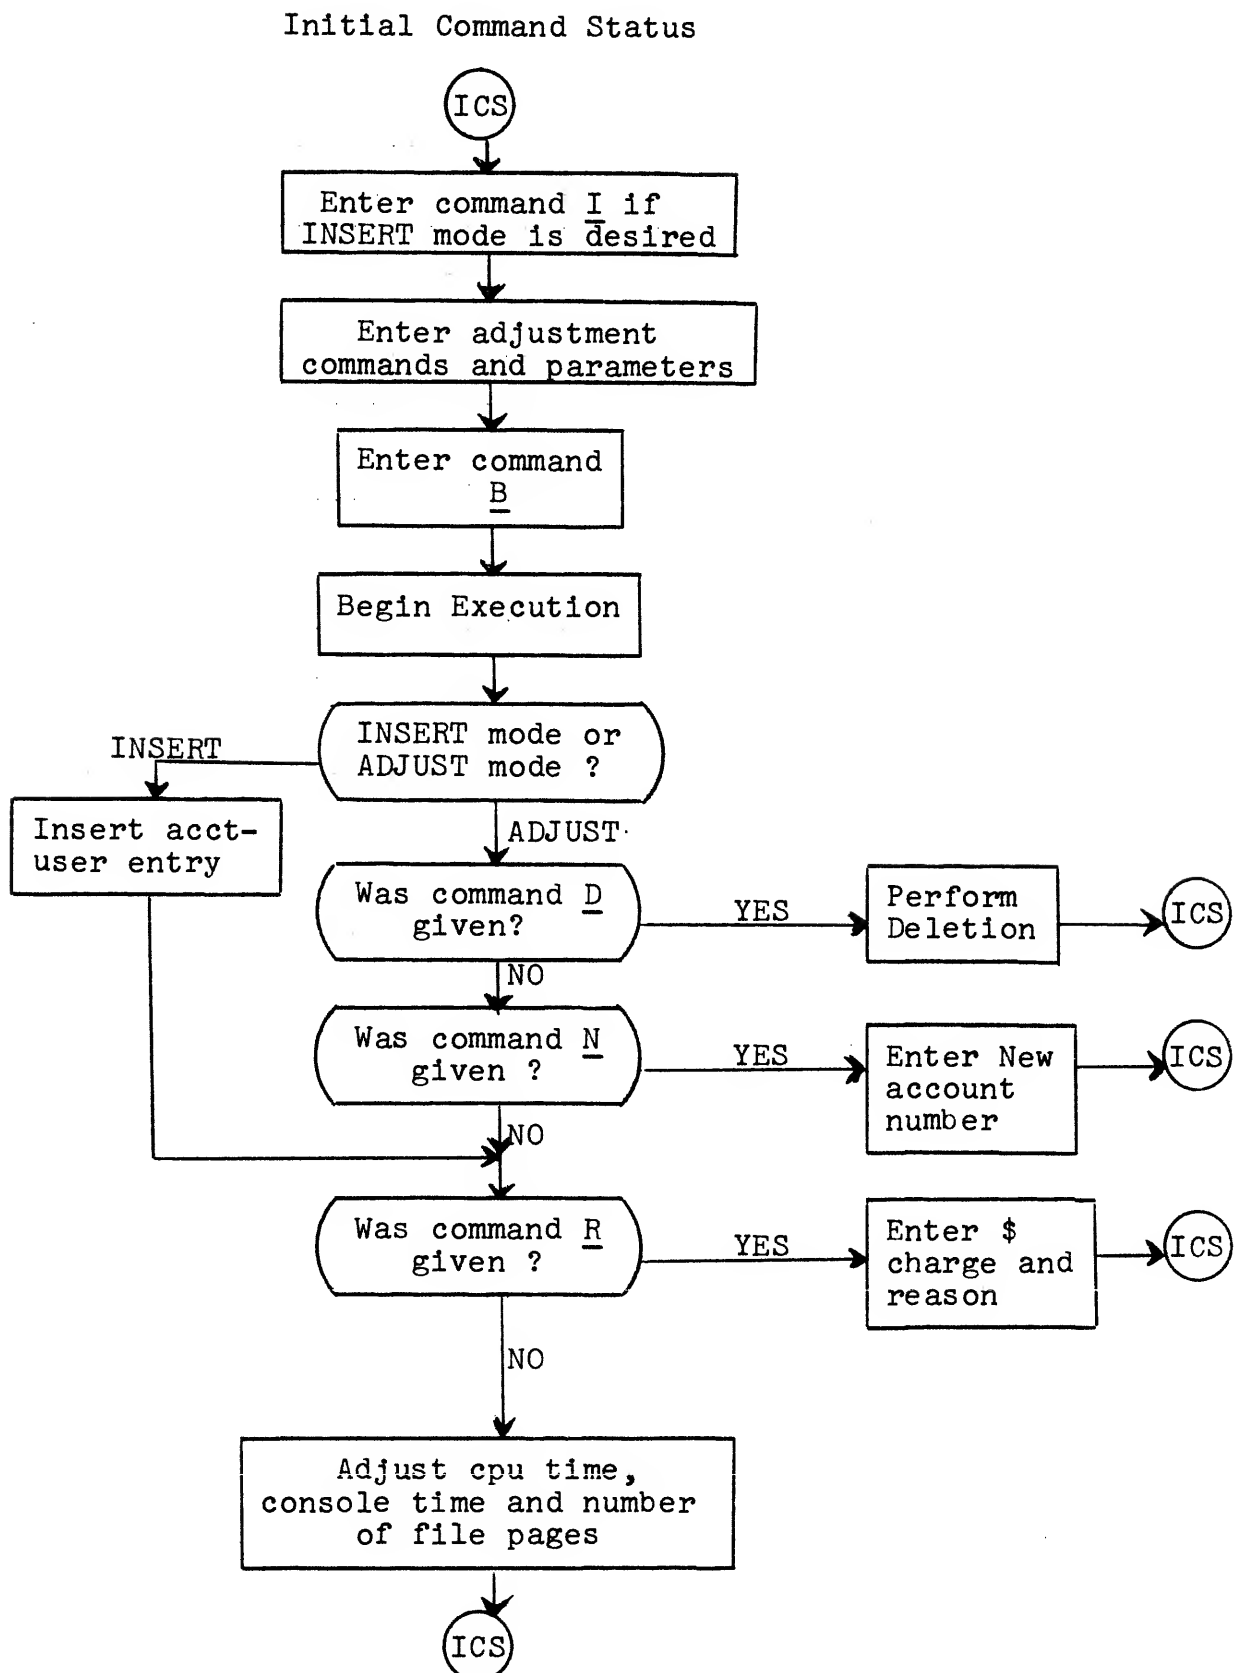 Initial Command Status
ICS
Enter command I if
INSERT mode is desired
Enter adjustment
commands and parameters
Enter command
B
Begin Execution
INSERT mode or
ADJUST mode ?
INSERT
Insert acct-
user entry
ADJUST
Was command D
given?
YES
Perform
Deletion
ICS
NO
Was command N
given ?
YES
Enter New
account
number
ICS
NO
Was command R
given ?
YES
Enter $
charge and
reason
ICS
NO
Adjust cpu time,
console time and number
of file pages
ICS